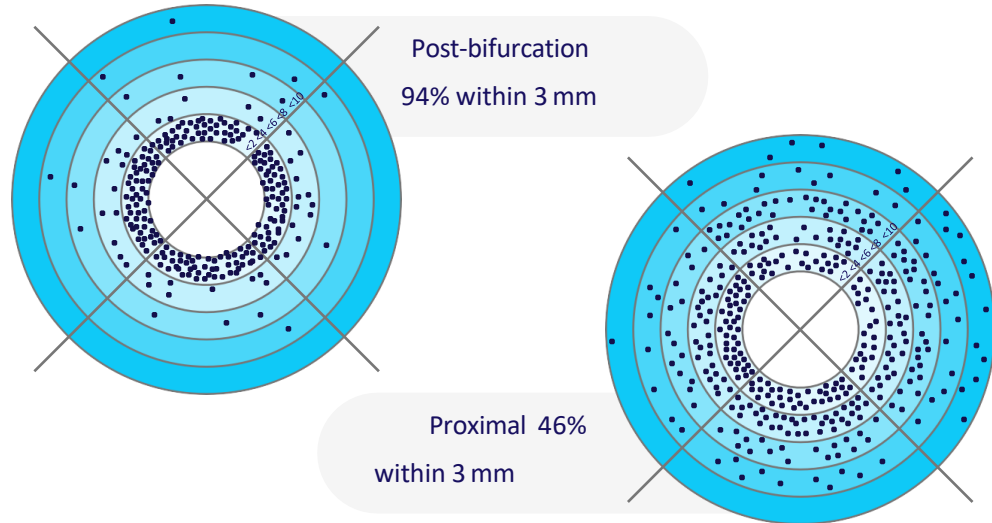 Post-bifurcation
94% within 3 mm
<2 <4 <6 <8 <10
<2 <4 <6 <8 <10
Proximal 46%
within 3 mm